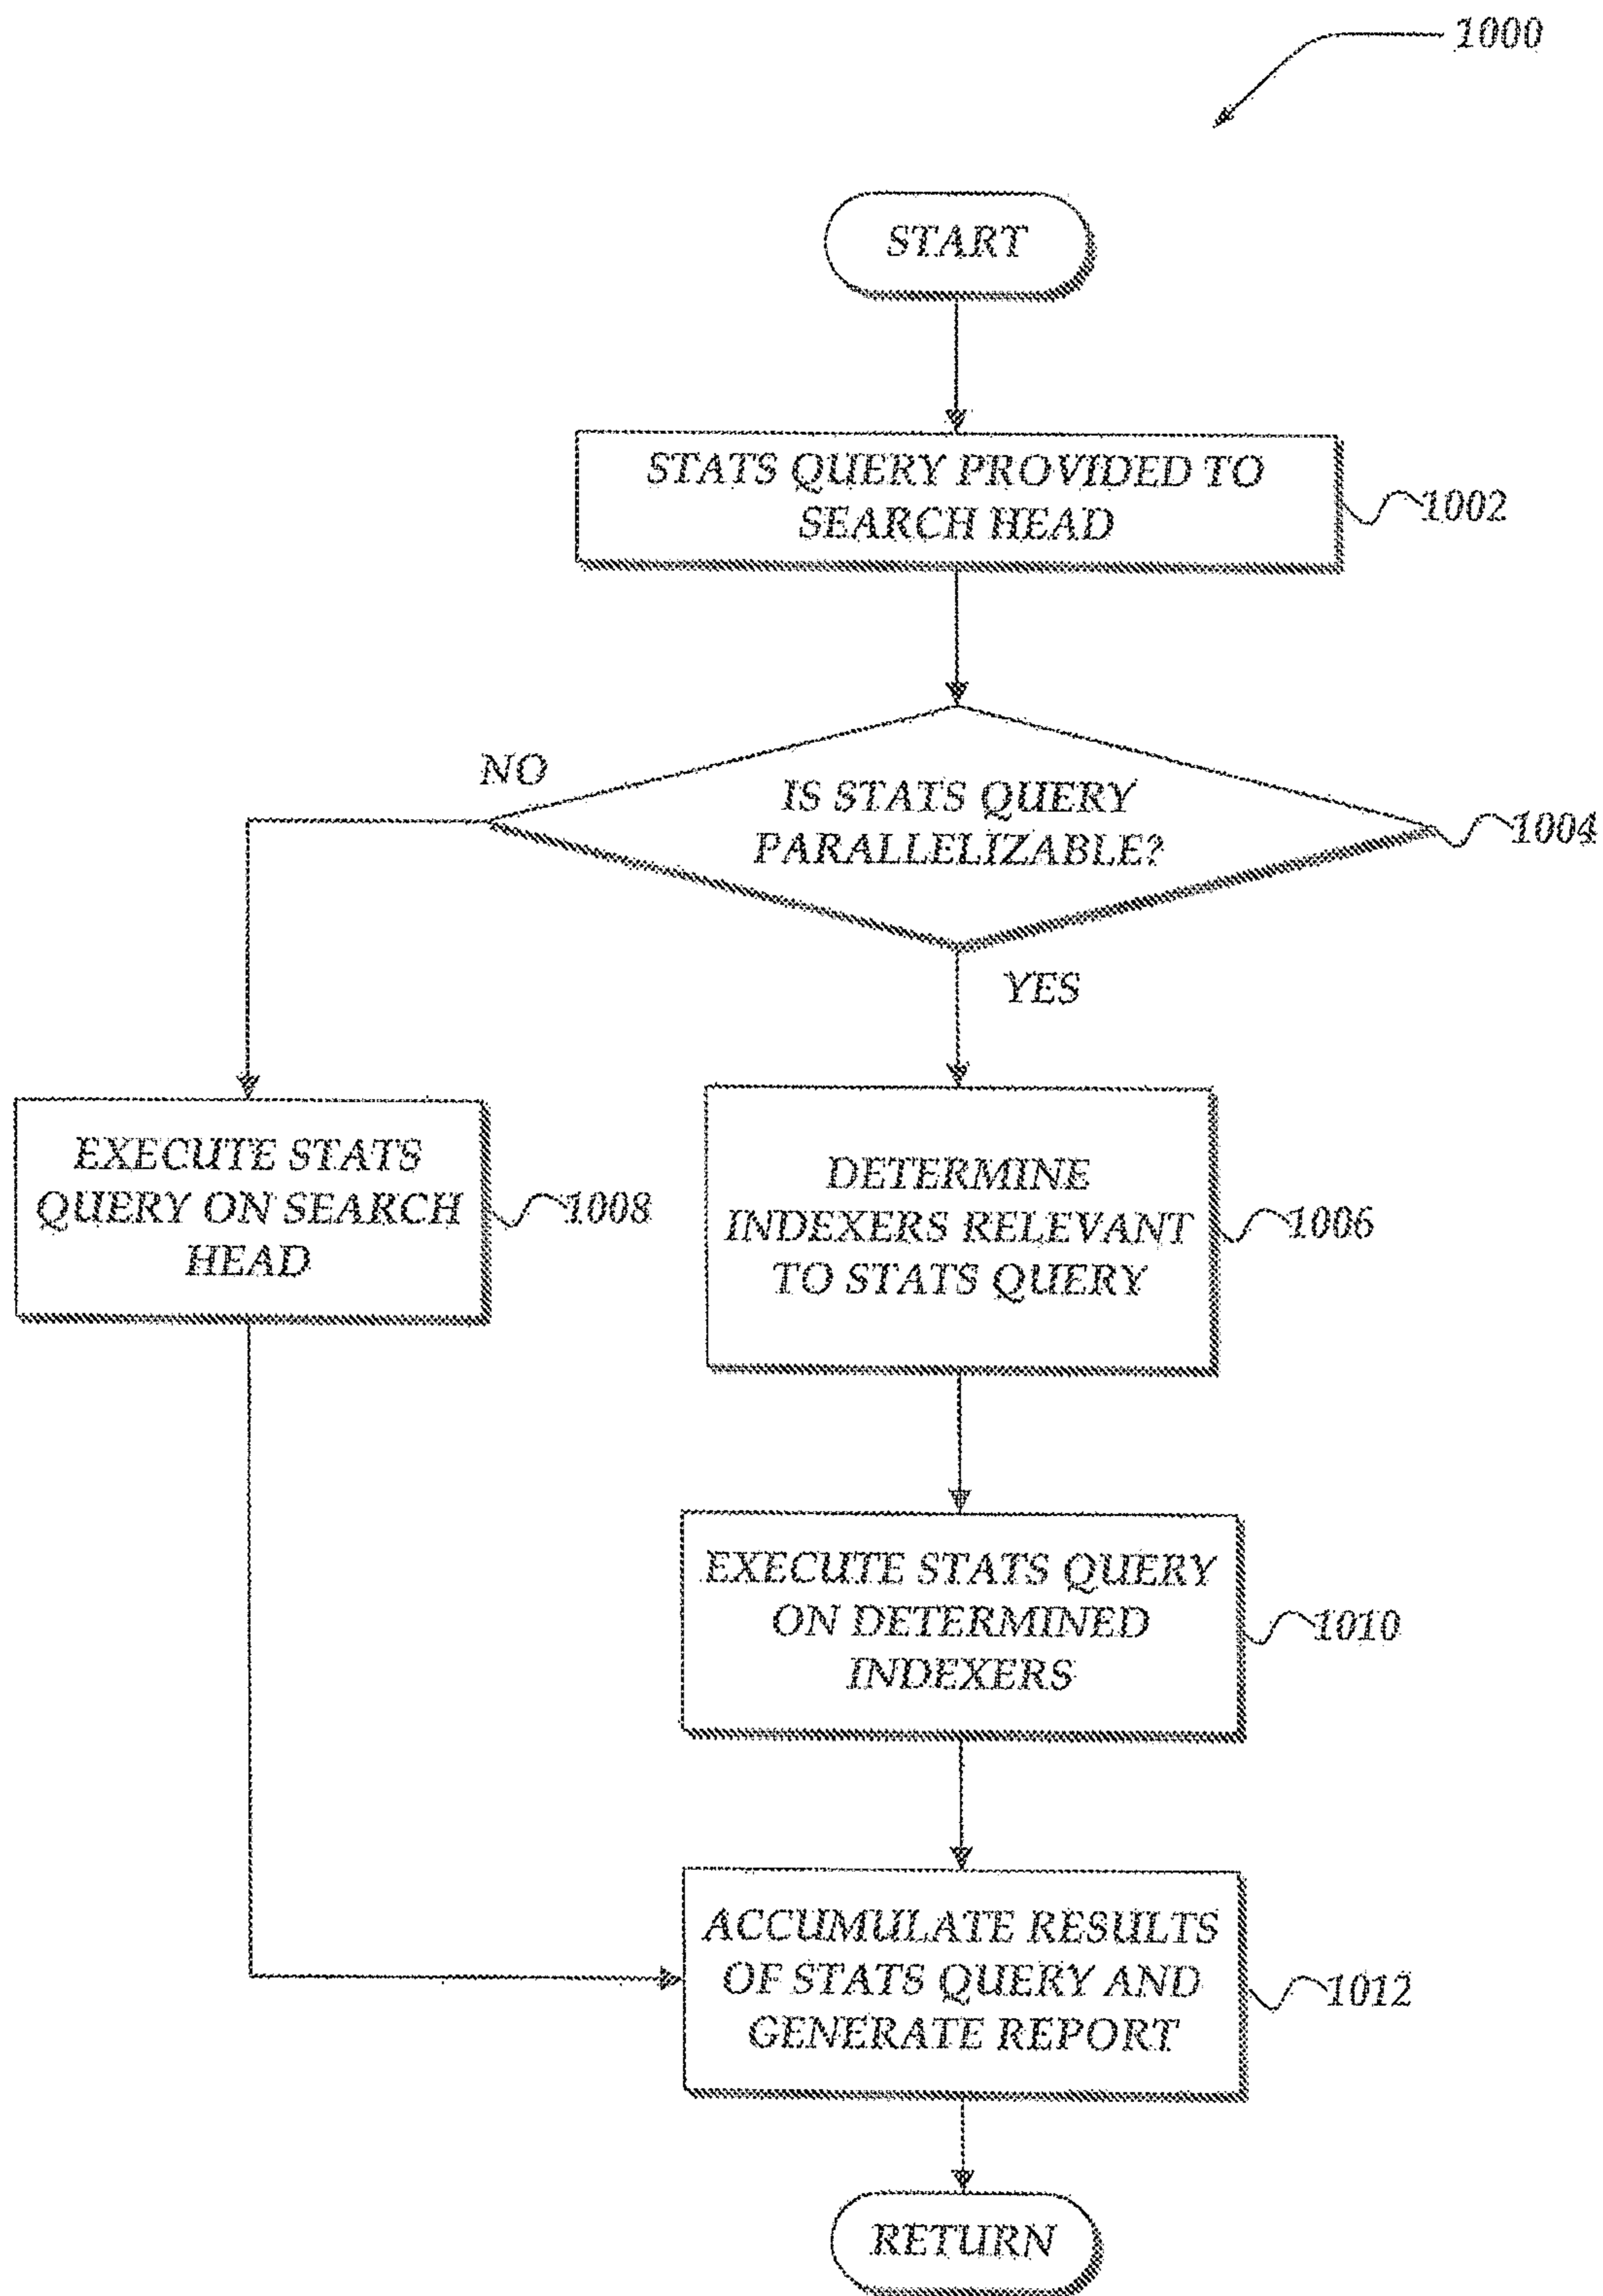 1000
START
STATS QUERY PROVIDED TO
SEARCH HEAD
1002
NO
IS STATS QUERY
PARALLELIZABLE?
1004
YES
EXECUTE STATS
QUERY ON SEARCH
HEAD
1008
DETERMINE
INDEXERS RELEVANT
TO STATS QUERY
1006
EXECUTE STATS QUERY
ON DETERMINED
INDEXERS
1010
ACCUMULATE RESULTS
OF STATS QUERY AND
GENERATE REPORT
1012
RETURN